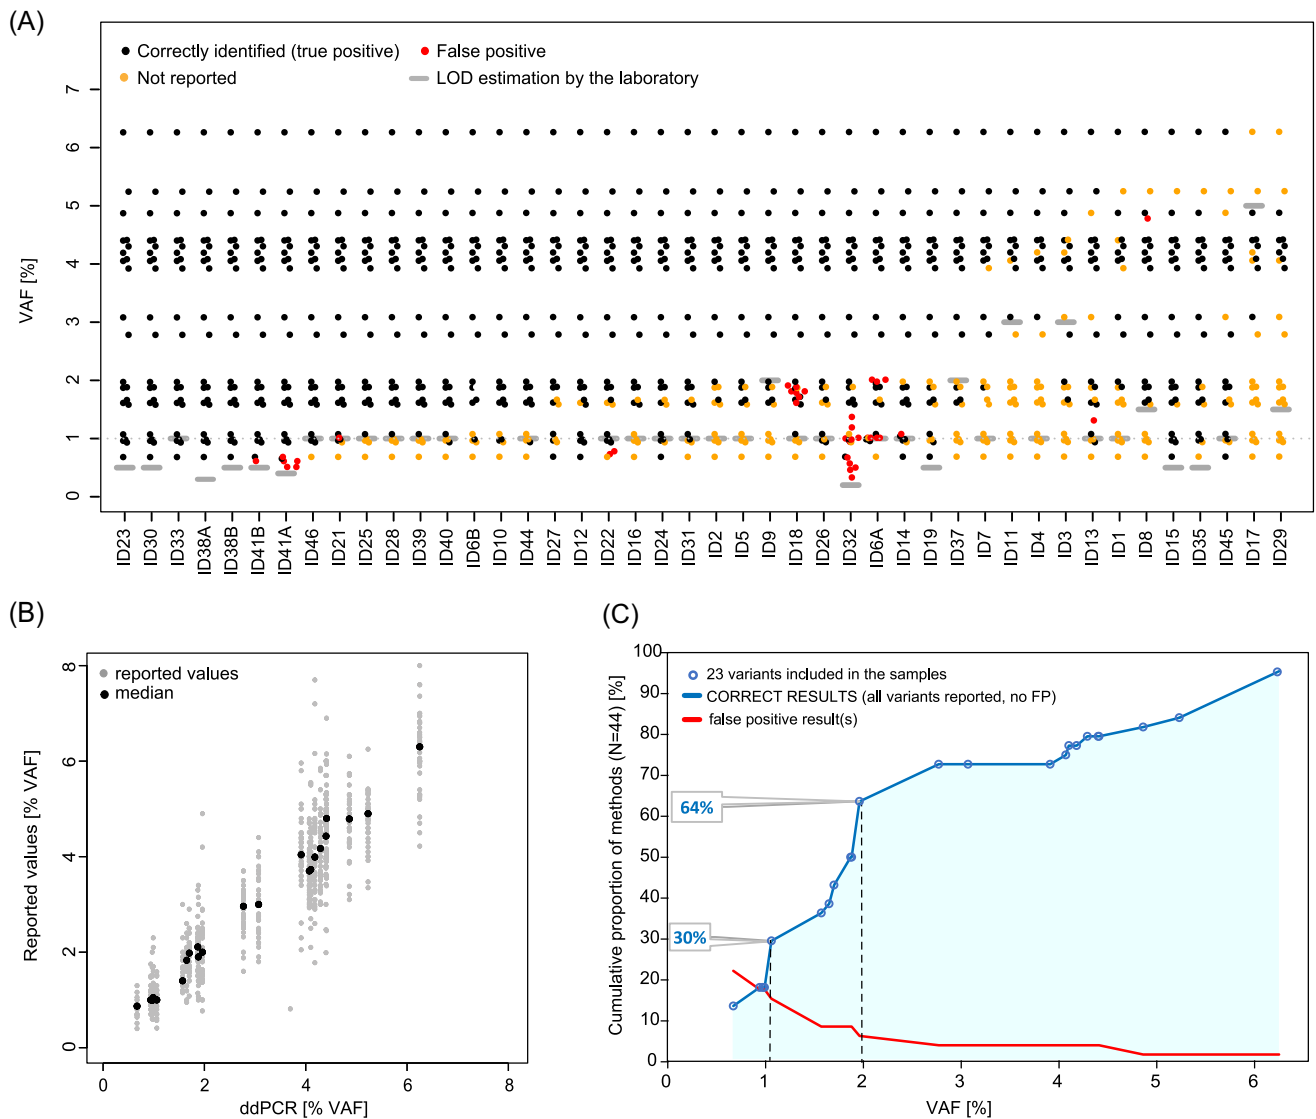 (A)
Correctly identified (true positive)
False positive
Not reported
LOD estimation by the laboratory
VAF [%]
7
6
5
4
3
2
1
0
ID23 ID30 ID33 ID38A ID38B ID41B ID41A ID46 ID21 ID25 ID28 ID39 ID40 ID6B ID10 ID44 ID27 ID12 ID22 ID16 ID24 ID31 ID2 ID5 ID9 ID18 ID26 ID32 ID6A ID14 ID19 ID37 ID7 ID11 ID4 ID3 ID13 ID1 ID8 ID15 ID35 ID45 ID17 ID29
(B)
reported values
median
Reported values [% VAF]
8
6
4
2
0
0 2 4 6 8
ddPCR [% VAF]
(C)
23 variants included in the samples
CORRECT RESULTS (all variants reported, no FP)
false positive result(s)
Cumulative proportion of methods (N=44) [%]
100
90
80
70
60
50
40
30
20
10
0
64%
30%
0 1 2 3 4 5 6
VAF [%]